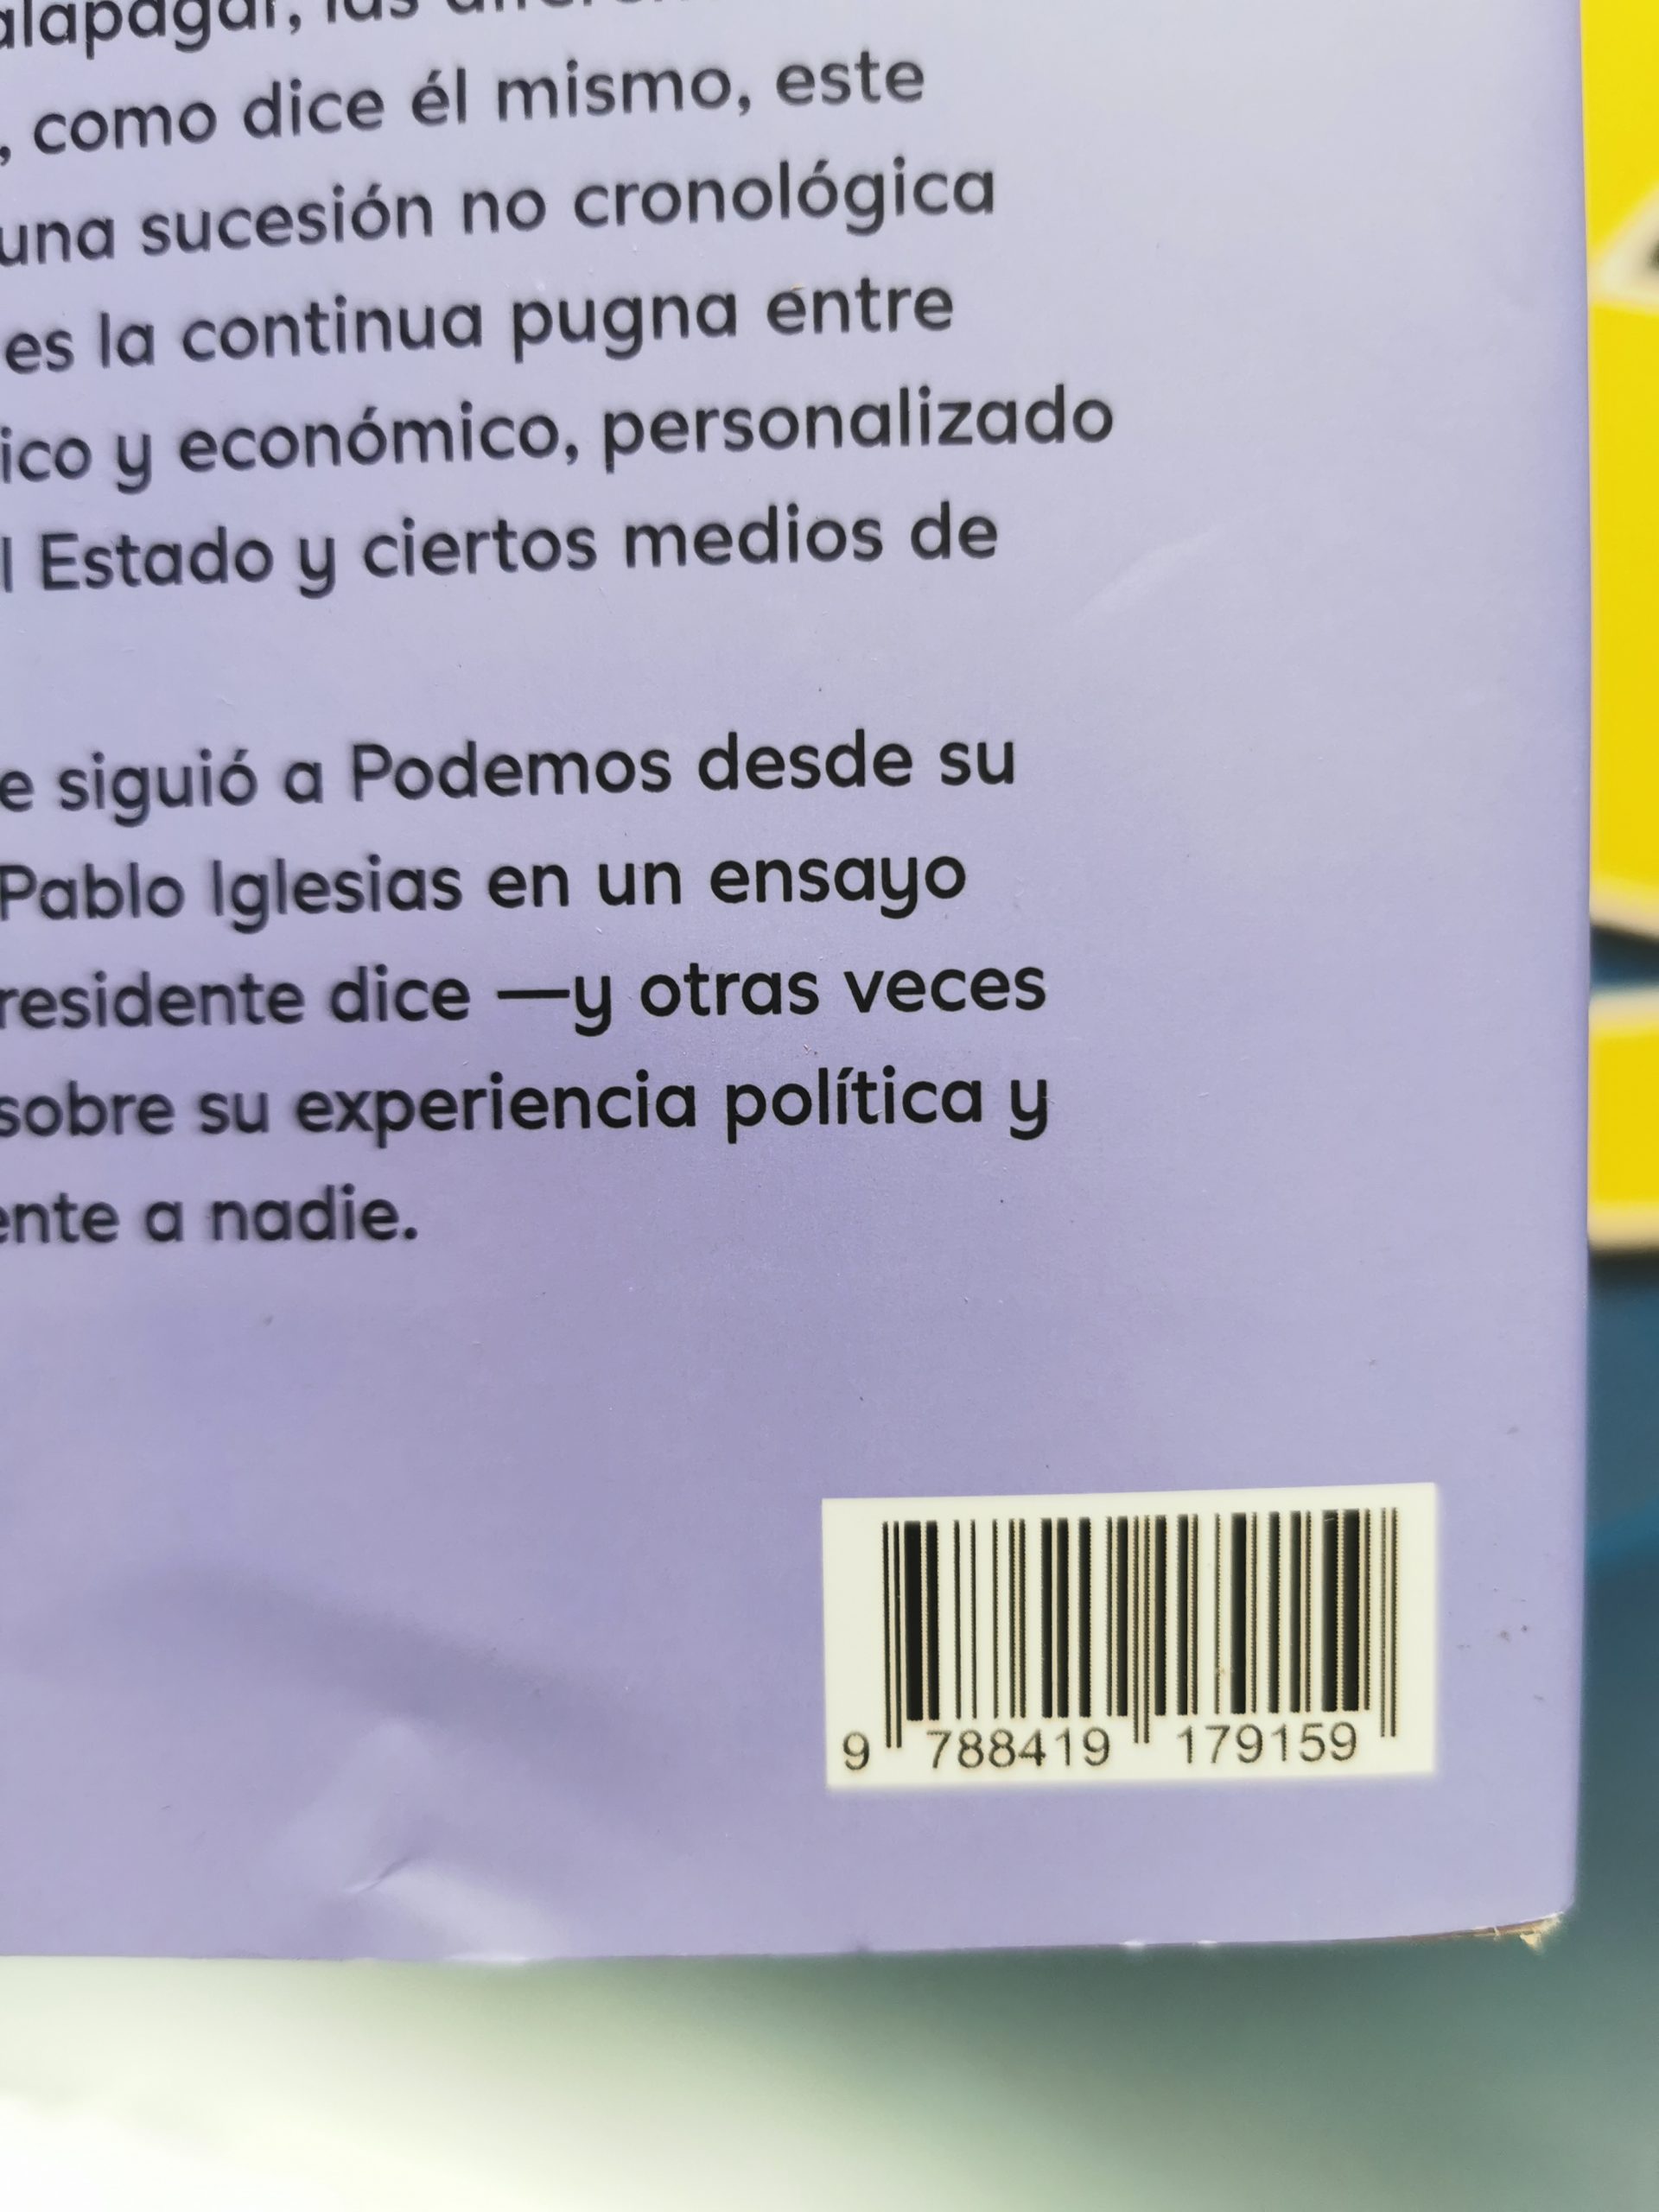 alapagar, las
, como dice él mismo, este
una sucesión no cronológica
es la continua pugna entre
ico y económico, personalizado
l Estado y ciertos medios de
e siguió a Podemos desde su
Pablo Iglesias en un ensayo
residente dice —y otras veces
sobre su experiencia política y
ente a nadie.
9 788419 179159